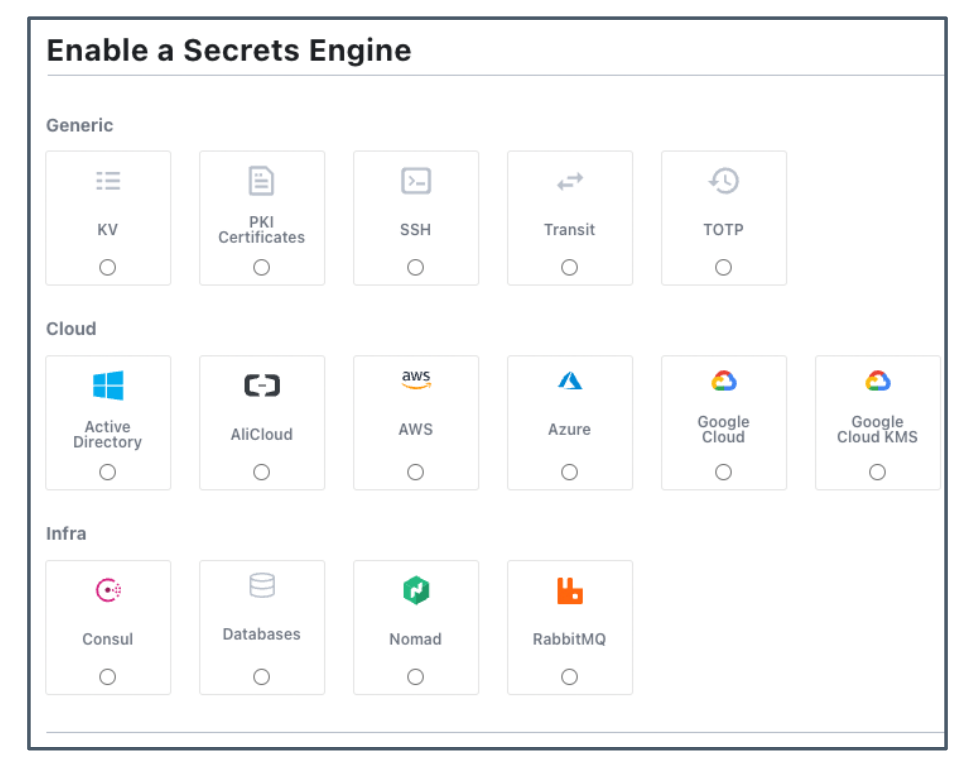 Enable a Secrets Engine
Generic
KV
PKI
Certificates
SSH
Transit
TOTP
Cloud
Active
Directory
AliCloud
aws
AWS
Azure
Google
Cloud
Google
Cloud KMS
Infra
Consul
Databases
Nomad
RabbitMQ